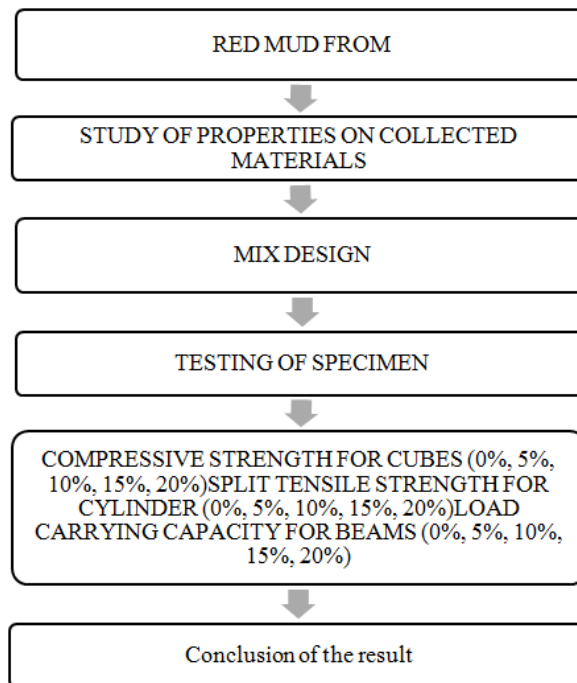 RED MUD FROM
STUDY OF PROPERTIES ON COLLECTED
MATERIALS
MIX DESIGN
TESTING OF SPECIMEN
COMPRESSIVE STRENGTH FOR CUBES (0%, 5%,
10%, 15%, 20%)SPLIT TENSILE STRENGTH FOR
CYLINDER (0%, 5%, 10%, 15%, 20%)LOAD
CARRYING CAPACITY FOR BEAMS (0%, 5%, 10%,
15%, 20%)
Conclusion of the result